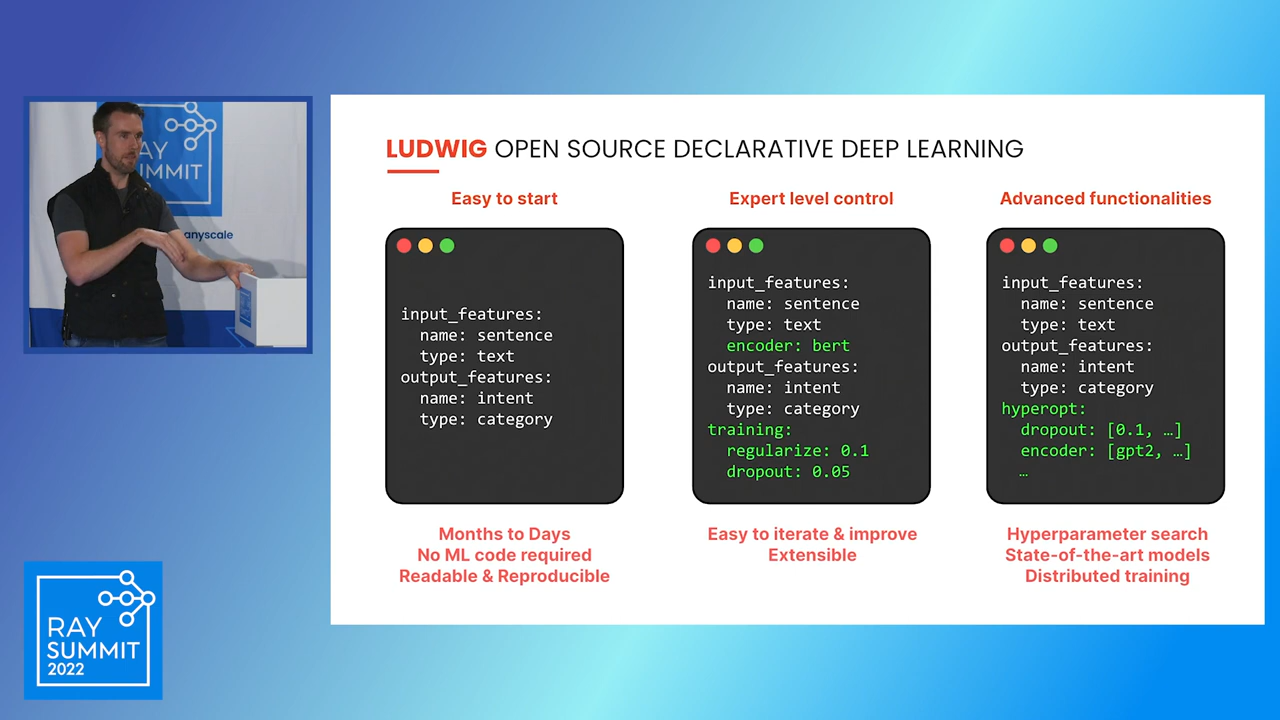 LUDWIG OPEN SOURCE DECLARATIVE DEEP LEARNING
Easy to start
input_features:
name: sentence
type: text
output_features:
name: intent
type: category
Months to Days
No ML code required
Readable & Reproducible
Expert level control
input_features:
name: sentence
type: text
encoder: bert
output_features:
name: intent
type: category
training:
regularize: 0.1
dropout: 0.05
Easy to iterate & improve
Extensible
Advanced functionalities
input_features:
name: sentence
type: text
output_features:
name: intent
type: category
hyperopt:
dropout: [0.1, …]
encoder: [gpt2, …]
…
Hyperparameter search
State-of-the-art models
Distributed training
AY
UMMIT
anyscale
RAY
SUMMIT
2022